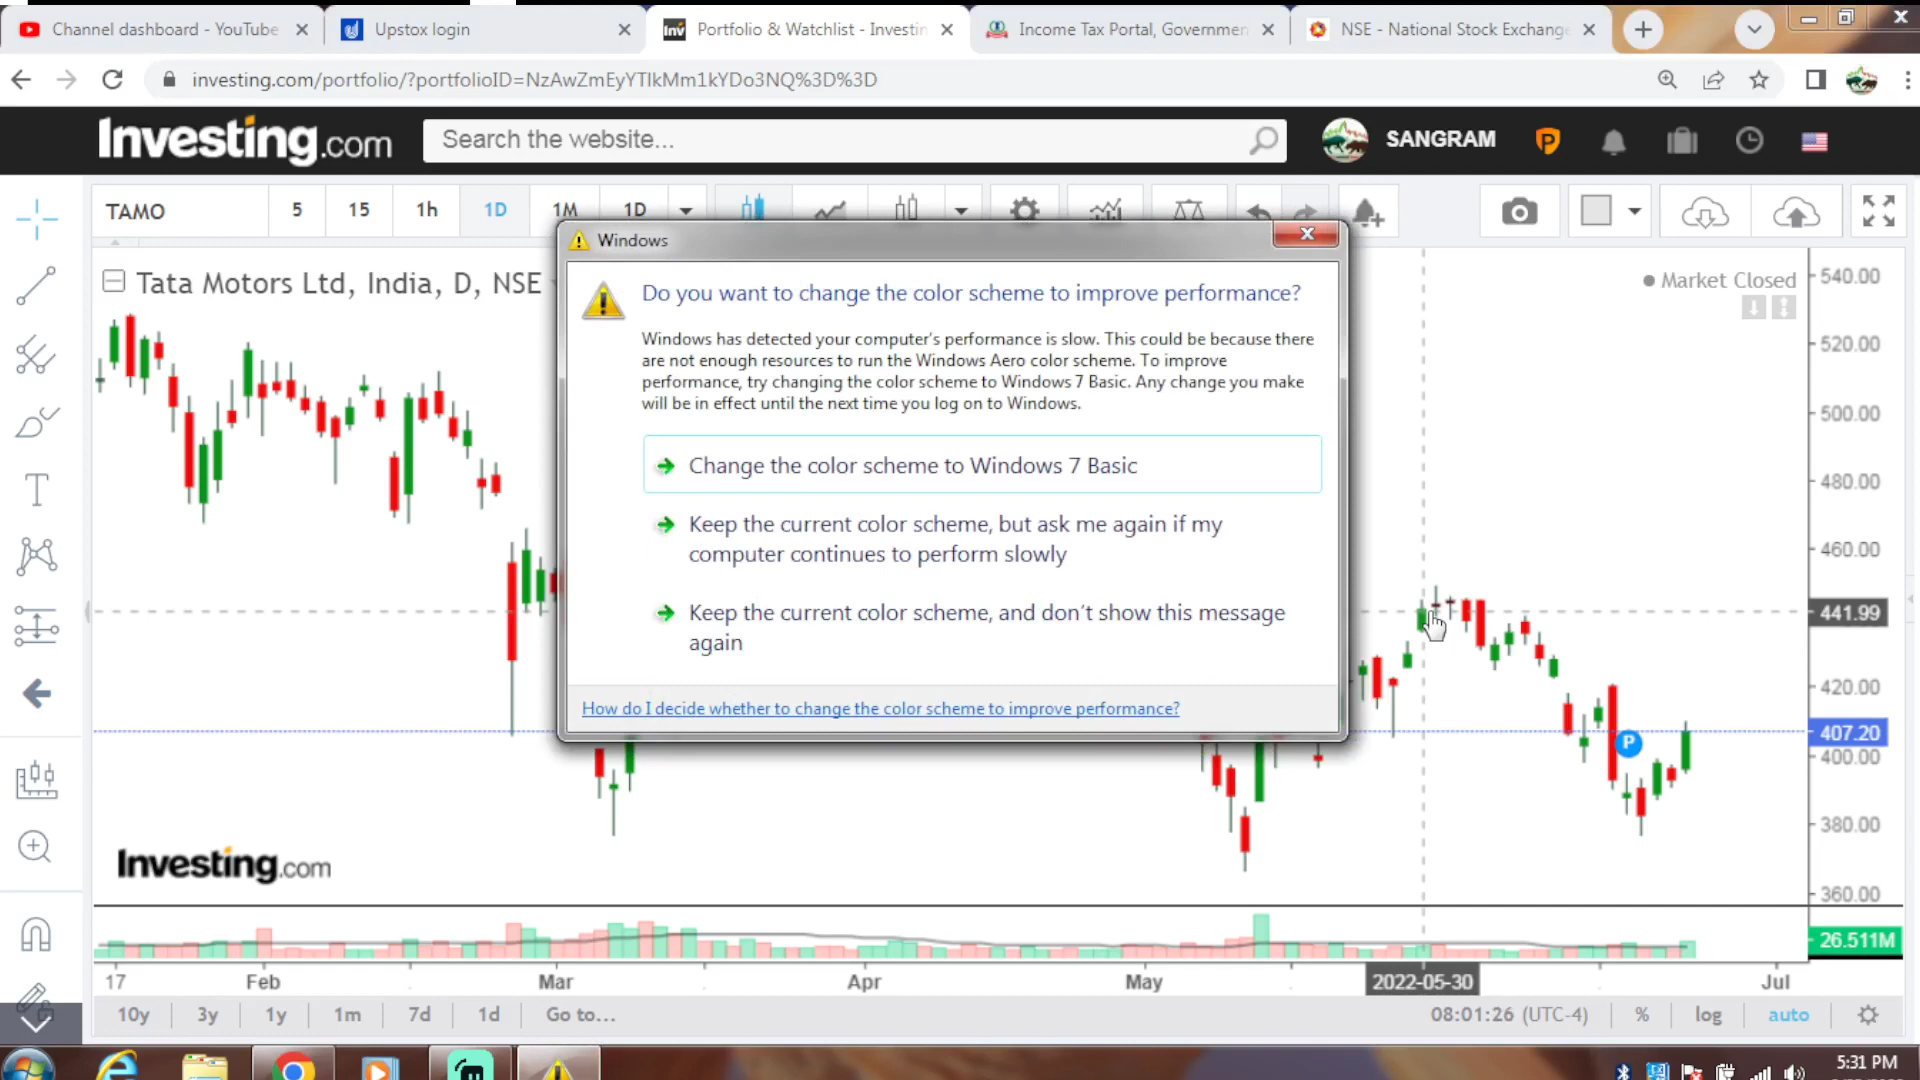 Channel dashboard - YouTube
Upstox login
Portfolio & Watchlist - Investin
Income Tax Portal, Governmen
NSE - National Stock Exchange
investing.com/portfolio/?portfolioID=NzAwZmEyYTIkMm1kYDo3NQ%3D%3D
Investing.com
Search the website...
SANGRAM
TAMO
5
15
1h
1D
1M
1D
Windows
Tata Motors Ltd, India, D, NSE
Market Closed
Do you want to change the color scheme to improve performance?
Windows has detected your computer's performance is slow. This could be because there
are not enough resources to run the Windows Aero color scheme. To improve
performance, try changing the color scheme to Windows 7 Basic. Any change you make
will be in effect until the next time you log on to Windows.
Change the color scheme to Windows 7 Basic
Keep the current color scheme, but ask me again if my
computer continues to perform slowly
Keep the current color scheme, and don't show this message
again
How do I decide whether to change the color scheme to improve performance?
540.00
520.00
500.00
480.00
460.00
441.99
420.00
407.20
400.00
380.00
360.00
26.511M
P
Investing.com
17
Feb
Mar
Apr
May
2022-05-30
Jul
10y
3y
1y
1m
7d
1d
Go to...
08:01:26 (UTC-4)
%
log
auto
5:31 PM